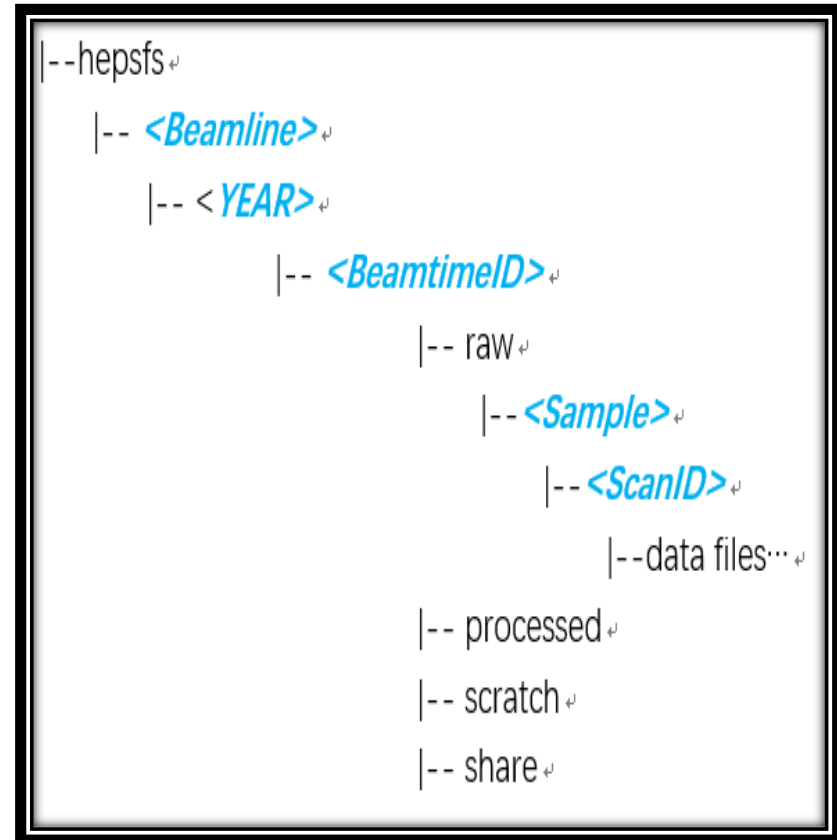 |--hepsfs↵
|-- <Beamline>↵
|-- <YEAR>↵
|-- <BeamtimeID>↵
|-- raw↵
|--<Sample>↵
|--<ScanID>↵
|--data files…↵
|-- processed↵
|-- scratch↵
|-- share↵